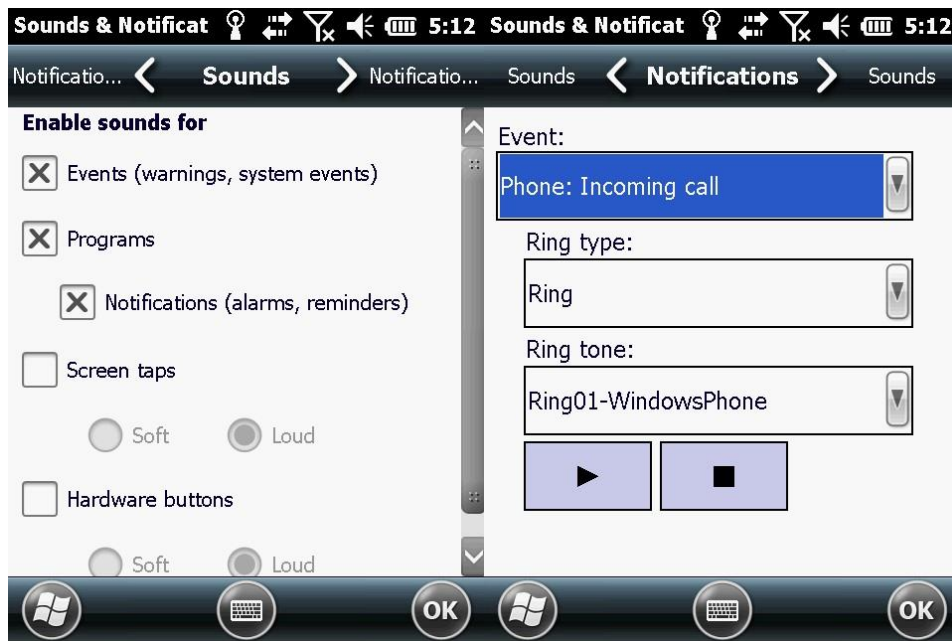 Sounds & Notificat 5:12
Notificatio... Sounds Notificatio...
Enable sounds for
Events (warnings, system events)
Programs
Notifications (alarms, reminders)
Screen taps
Soft Loud
Hardware buttons
Soft Loud
OK
Sounds & Notificat 5:12
Sounds Notifications Sounds
Event:
Phone: Incoming call
Ring type:
Ring
Ring tone:
Ring01-WindowsPhone
OK